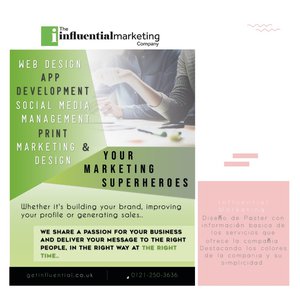 The
influentialmarketing
Company
WEB DESIGN
APP
DEVELOPMENT
SOCIAL MEDIA
MANAGEMENT
PRINT
MARKETING &
DESIGN
YOUR
MARKETING
SUPERHEROES
Whether it's building your brand, improving
your profile or generating sales..
WE SHARE A PASSION FOR YOUR BUSINESS
AND DELIVER YOUR MESSAGE TO THE RIGHT
PEOPLE, IN THE RIGHT WAY AT THE RIGHT
TIME..
getinfluential.co.uk
0121-250-3636
Influential
Marketing
Diseño de Poster con
información basica de
los servicios que
ofrece la compañia
Destacando los colores
de la compañia y su
simplicidad